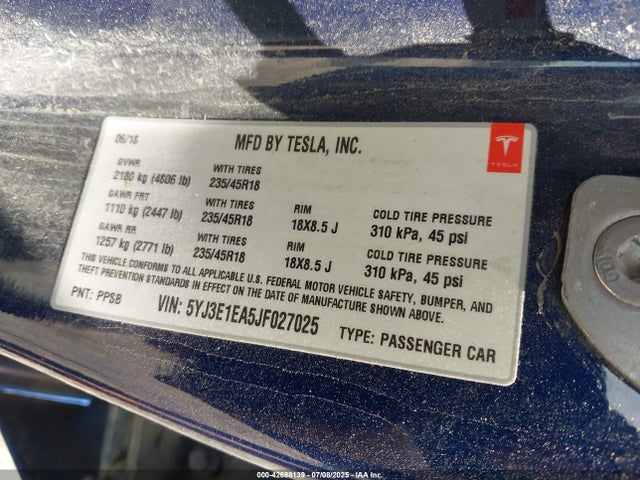 06/18
MFD BY TESLA, INC.
TESLA
GVWR
2180 kg (4806 lb)
WITH TIRES
235/45R18
GAWR FRT
1110 kg (2447 lb)
WITH TIRES
235/45R18
RIM
18X8.5 J
COLD TIRE PRESSURE
310 kPa, 45 psi
GAWR RR
1257 kg (2771 lb)
WITH TIRES
235/45R18
RIM
18X8.5 J
COLD TIRE PRESSURE
310 kPa, 45 psi
THIS VEHICLE CONFORMS TO ALL APPLICABLE U.S. FEDERAL MOTOR VEHICLE SAFETY, BUMPER, AND
THEFT PREVENTION STANDARDS IN EFFECT ON THE DATE OF MANUFACTURE SHOWN ABOVE.
PNT: PPSB
VIN: 5YJ3E1EA5JF027025
TYPE: PASSENGER CAR
000-42688139 07/08/2025 - IAA Inc.